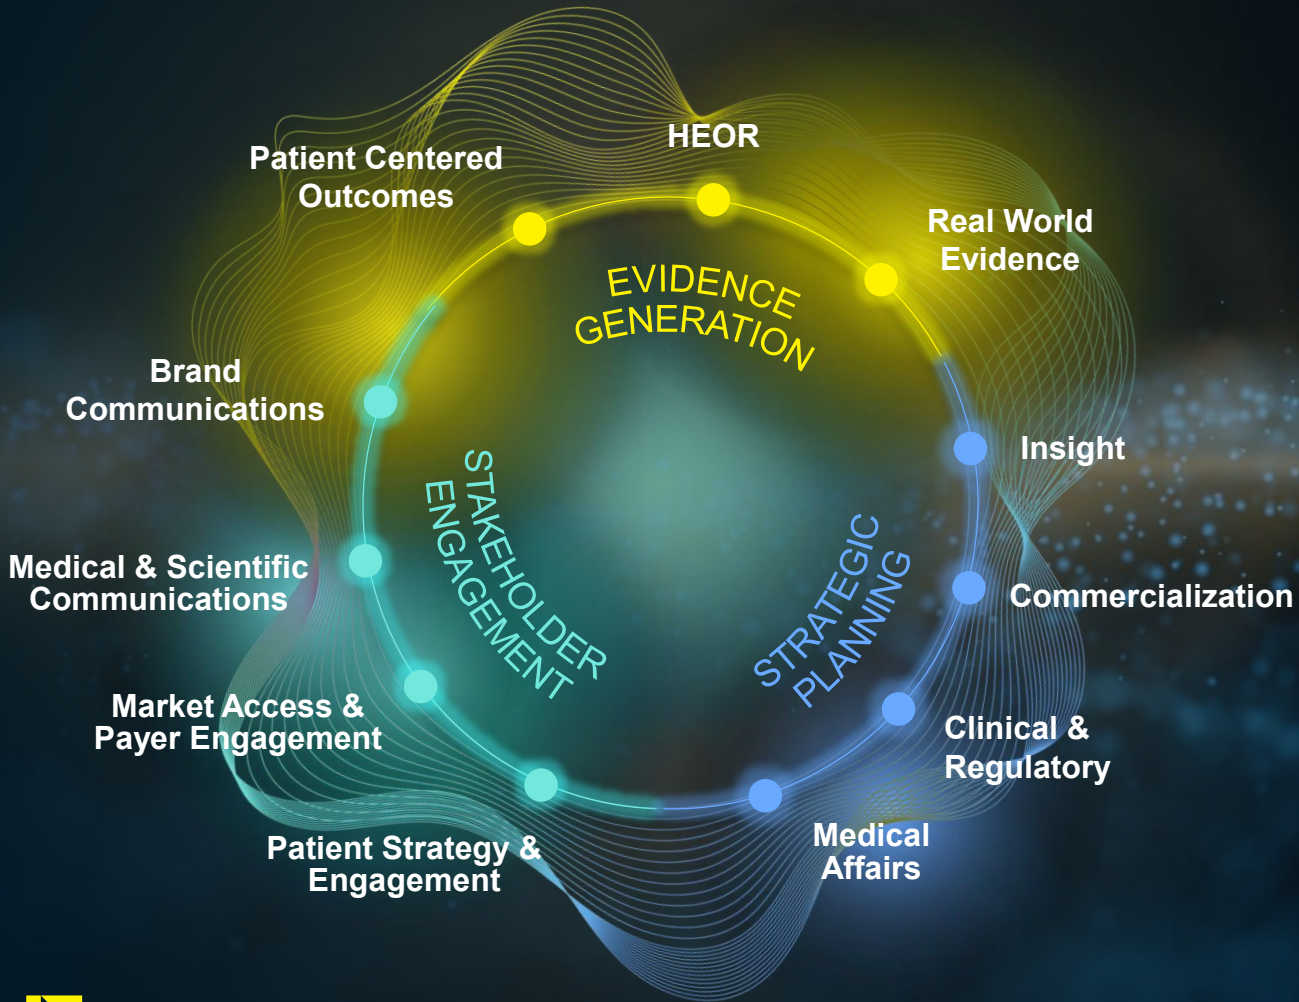 HEOR
Patient Centered
Outcomes
Real World
Evidence
EVIDENCE
GENERATION
Brand
Communications
Insight
STAKEHOLDER
ENGAGEMENT
STRATEGIC
PLANNING
Medical & Scientific
Communications
Commercialization
Market Access &
Payer Engagement
Clinical &
Regulatory
Patient Strategy &
Engagement
Medical
Affairs